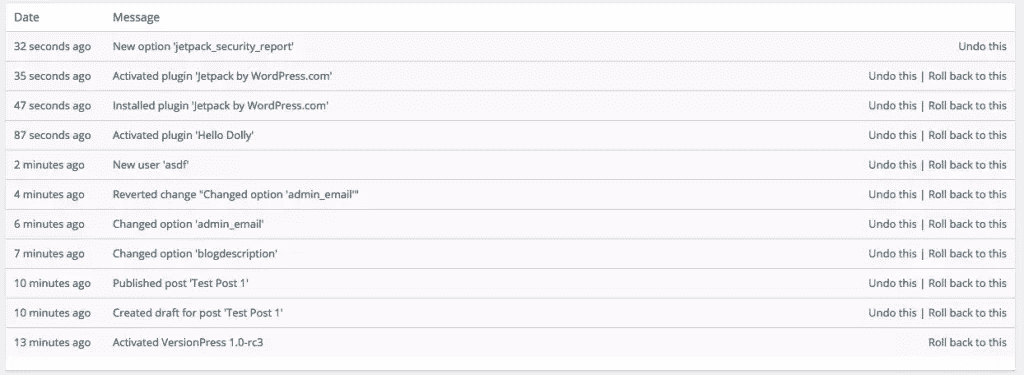 Date Message
32 seconds ago New option 'jetpack_security_report' Undo this
35 seconds ago Activated plugin 'Jetpack by WordPress.com' Undo this | Roll back to this
47 seconds ago Installed plugin 'Jetpack by WordPress.com' Undo this | Roll back to this
87 seconds ago Activated plugin 'Hello Dolly' Undo this | Roll back to this
2 minutes ago New user 'asdf' Undo this | Roll back to this
4 minutes ago Reverted change "Changed option 'admin_email'" Undo this | Roll back to this
6 minutes ago Changed option 'admin_email' Undo this | Roll back to this
7 minutes ago Changed option 'blogdescription' Undo this | Roll back to this
10 minutes ago Published post 'Test Post 1' Undo this | Roll back to this
10 minutes ago Created draft for post 'Test Post 1' Undo this | Roll back to this
13 minutes ago Activated VersionPress 1.0-rc3 Roll back to this